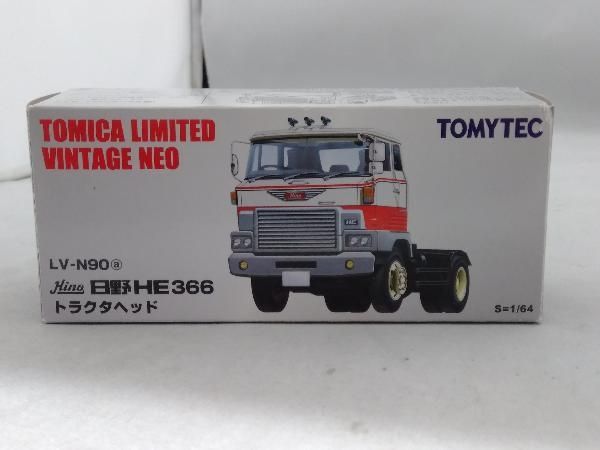 TOMICA LIMITED
VINTAGE NEO
TOMYTEC
LV-N90ⓐ
Hino 日野HE366
トラクタヘッド
S=1/64